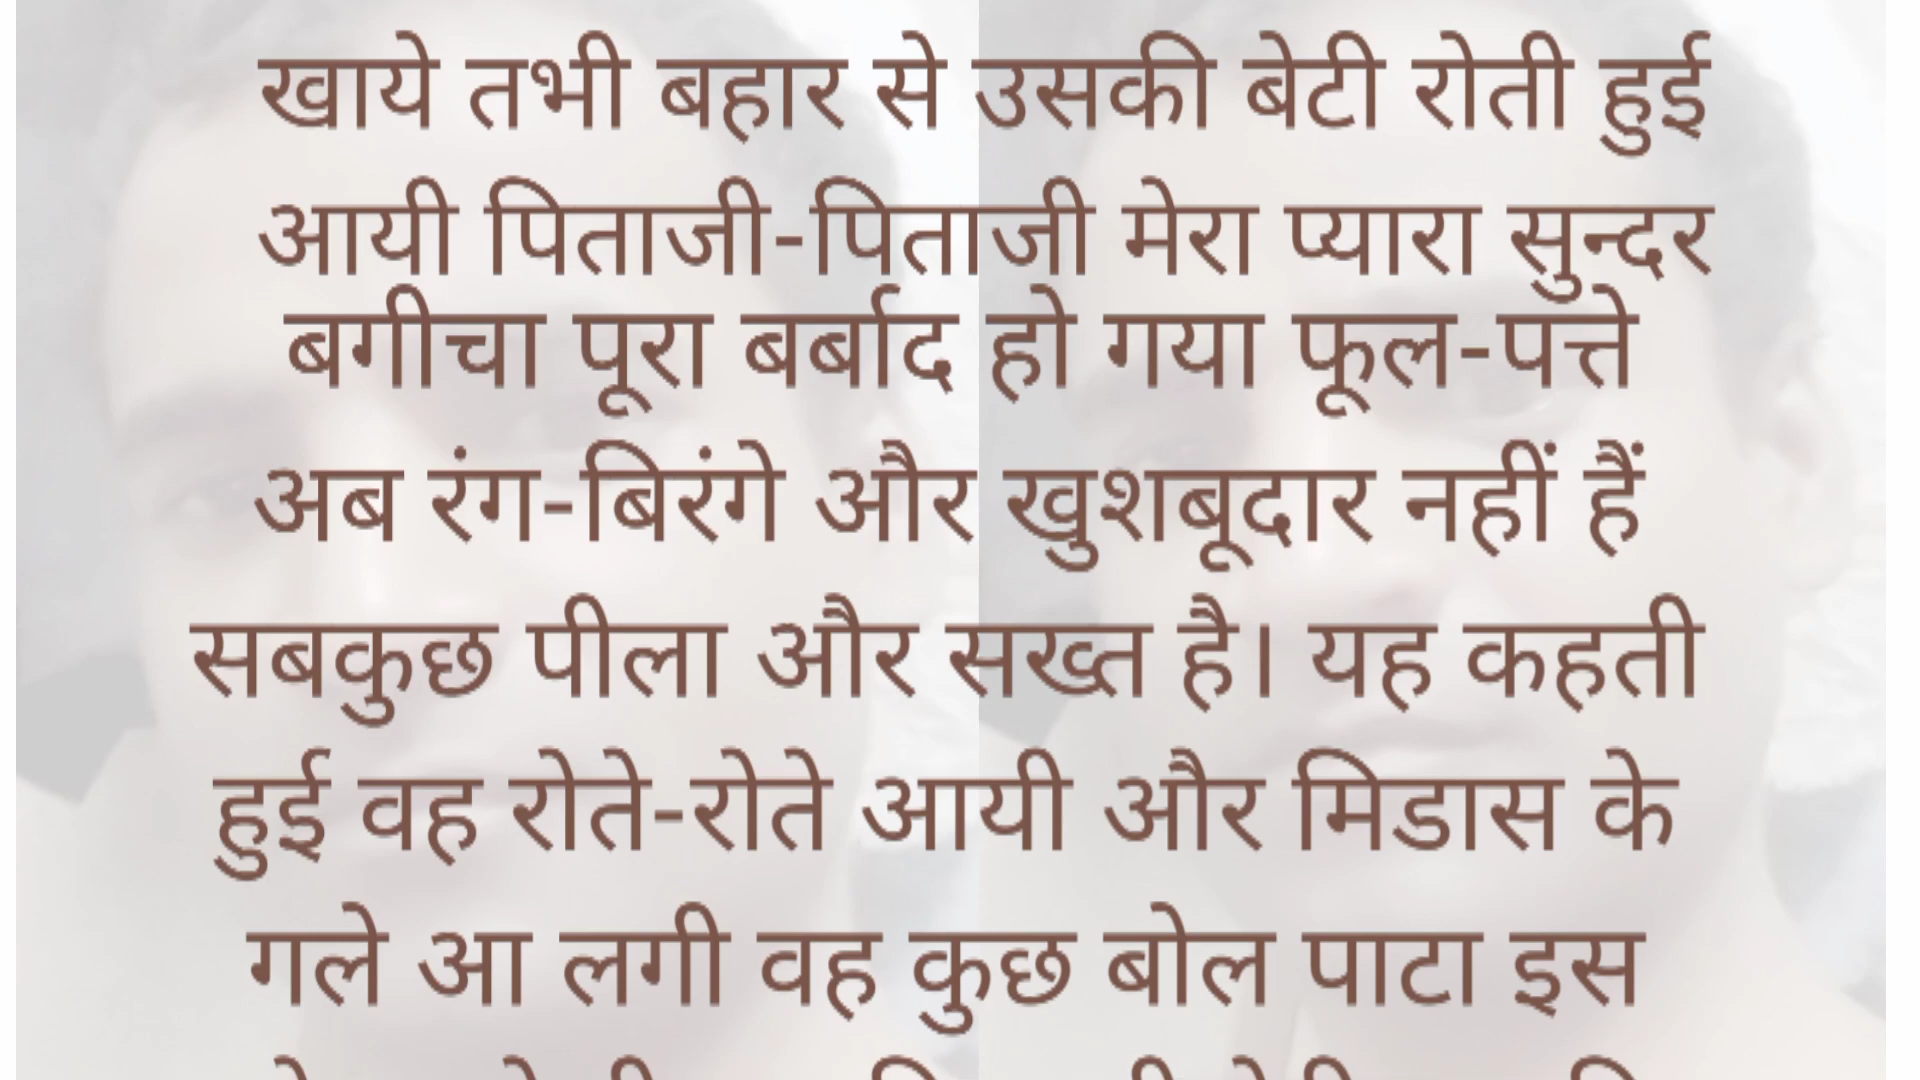 खाये तभी बहार से उसकी बेटी रोती हुई
आयी पिताजी-पिताजी मेरा प्यारा सुन्दर
बगीचा पूरा बर्बाद हो गया फूल-पत्ते
अब रंग-बिरंगे और खुशबूदार नहीं हैं
सबकुछ पीला और सख्त है। यह कहती
हुई वह रोते-रोते आयी और मिडास के
गले आ लगी वह कुछ बोल पाटा इस